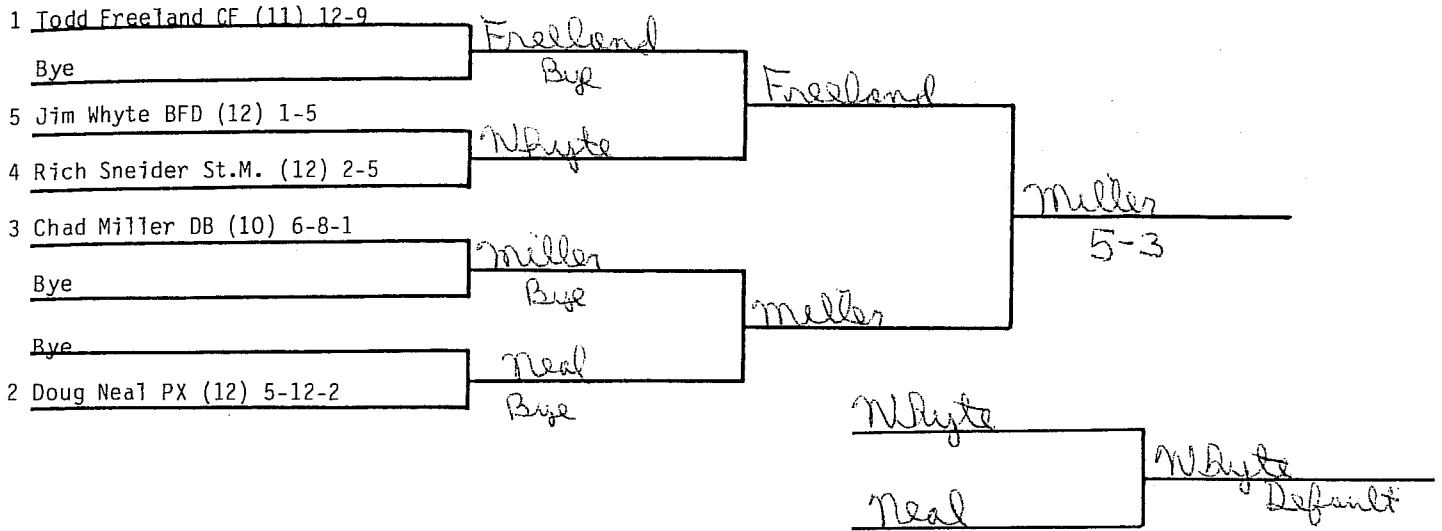 1 Todd Freeland CF (11) 12-9
Bye
5 Jim Whyte BFD (12) 1-5
4 Rich Sneider St.M. (12) 2-5
3 Chad Miller DB (10) 6-8-1
Bye
Bye
2 Doug Neal PX (12) 5-12-2
Freeland
Bye
Whyte
Miller
Bye
Neal
Bye
Freeland
Miller
Miller
5-3
Whyte
Neal
Whyte
Default